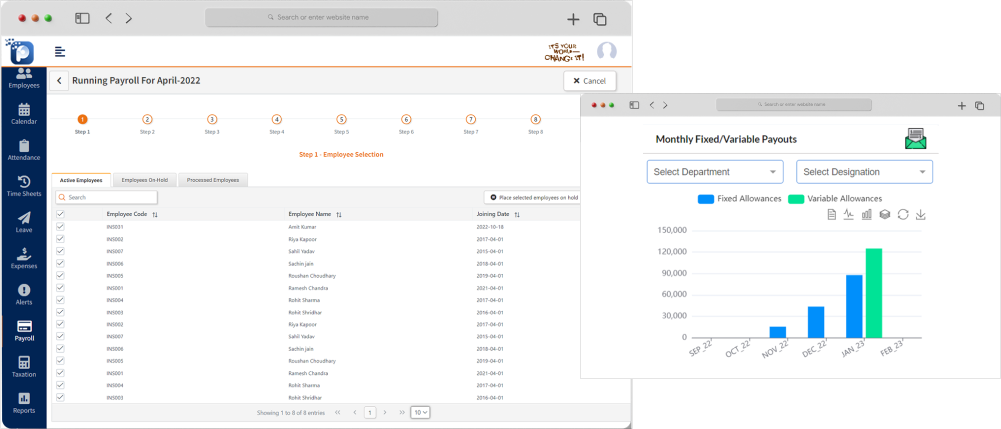 Search or enter website name
IT'S YOUR
WORLD—
CHANGE IT!
Running Payroll For April-2022
Cancel
Employees
Calendar
Attendance
Time Sheets
Leave
Expenses
Alerts
Payroll
Taxation
Reports
1 2 3 4 5 6 7 8
Step 1 Step 2 Step 3 Step 4 Step 5 Step 6 Step 7 Step 8
Step 1 - Employee Selection
Active Employees Employees On-Hold Processed Employees
Search Place selected employees on hold
Employee Code Employee Name Joining Date
INS031 Amit Kumar 2022-10-18
INS002 Riya Kapoor 2017-04-01
INS007 Sahil Yadav 2015-04-01
INS006 Sachin jain 2018-04-01
INS005 Roushan Choudhary 2019-04-01
INS001 Ramesh Chandra 2021-04-01
INS004 Rohit Sharma 2017-04-01
INS003 Rohit Shridhar 2016-04-01
INS002 Riya Kapoor 2017-04-01
INS007 Sahil Yadav 2015-04-01
INS006 Sachin jain 2018-04-01
INS005 Roushan Choudhary 2019-04-01
INS001 Ramesh Chandra 2021-04-01
INS004 Rohit Sharma 2017-04-01
INS003 Rohit Shridhar 2016-04-01
Showing 1 to 8 of 8 entries 1 10
Search or enter website name
Monthly Fixed/Variable Payouts
Select Department Select Designation
Fixed Allowances Variable Allowances
150,000
120,000
90,000
60,000
30,000
0
SEP_22 OCT_22 NOV_22 DEC_22 JAN_23 FEB_23